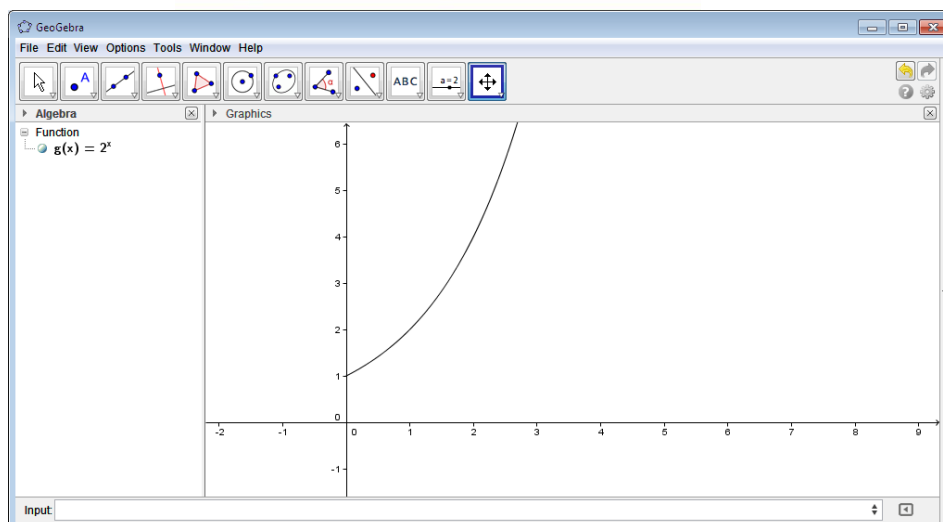 GeoGebra
File Edit View Options Tools Window Help
A
α
ABC
a=2
Algebra
Graphics
Function
g(x) = 2ˣ
6
5
4
3
2
1
0
-2 -1 0 1 2 3 4 5 6 7 8 9
-1
Input: